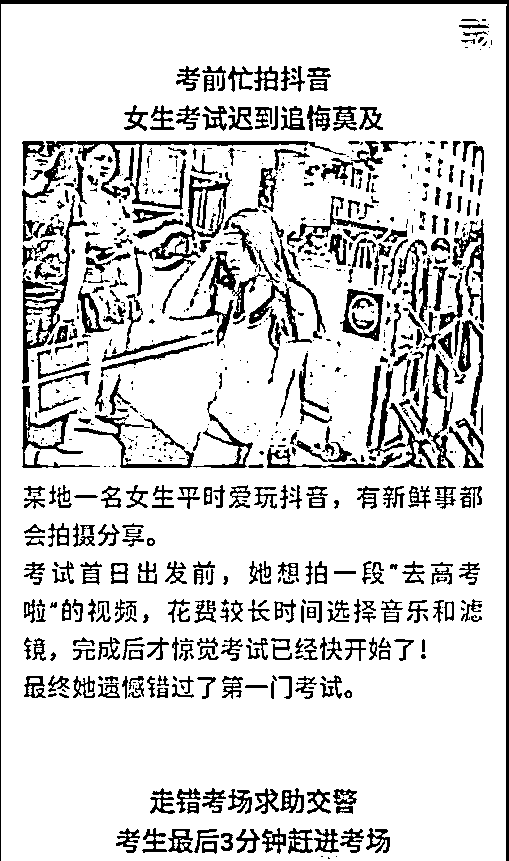 考前忙拍抖音
女生考试迟到追悔莫及
某地一名女生平时爱玩抖音，有新鲜事都
会拍摄分享。
考试首日出发前，她想拍一段"去高考
啦"的视频，花费较长时间选择音乐和滤
镜，完成后才惊觉考试已经快开始了！
最终她遗憾错过了第一门考试。
走错考场求助交警
考生最后3分钟赶进考场